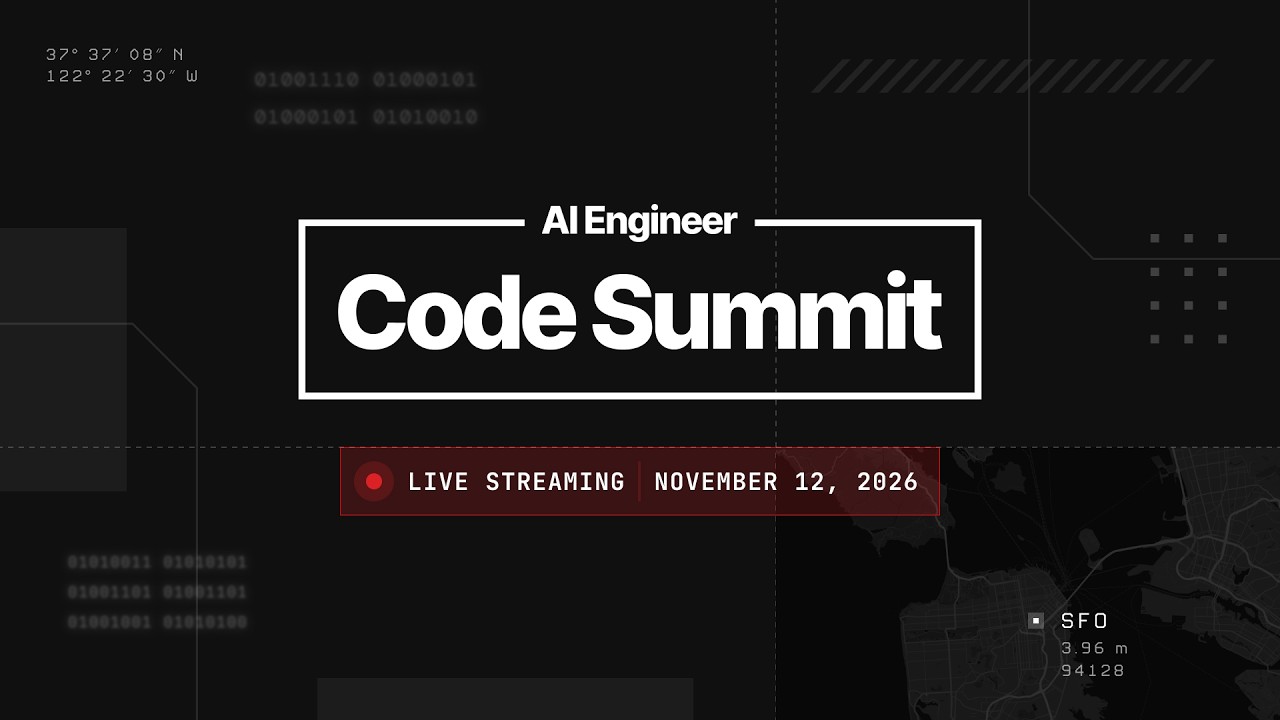 37° 37′ 08″ N
122° 22′ 30″ W
01001110 01000101
01000101 01010010
AI Engineer
Code Summit
LIVE STREAMING NOVEMBER 12, 2026
01010011 01010101
01001101 01001101
01001001 01010100
SFO
3.96 m
94128